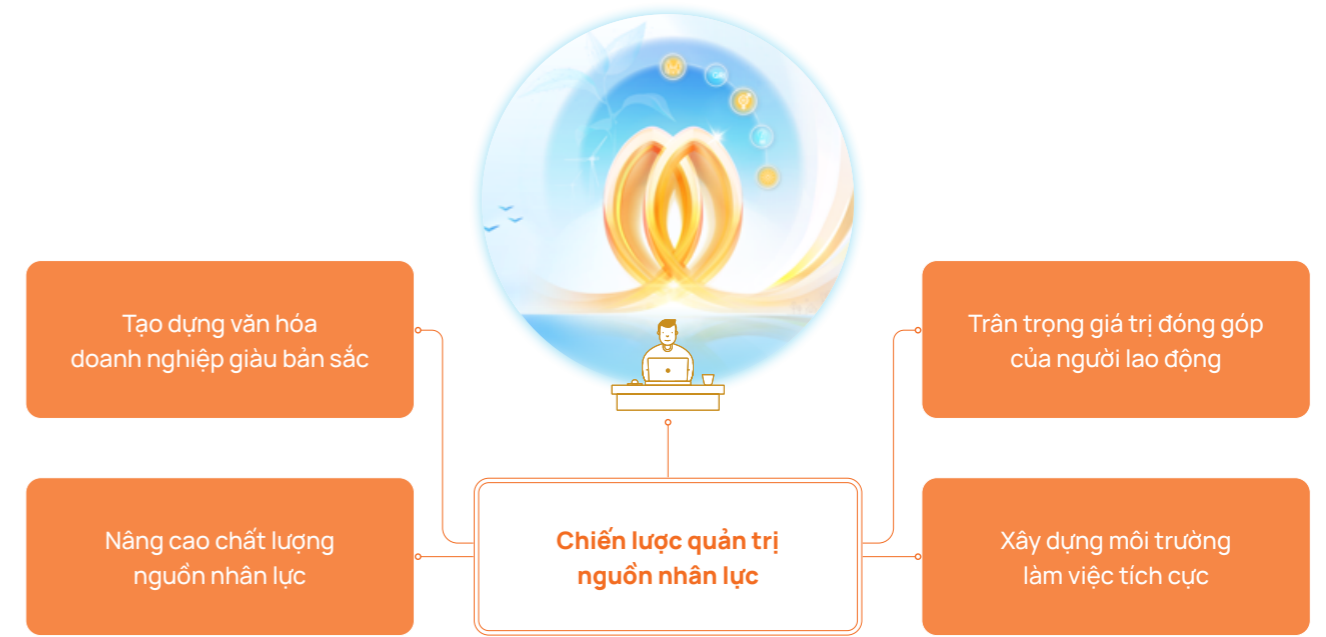 Tạo dựng văn hóa
doanh nghiệp giàu bản sắc
Trân trọng giá trị đóng góp
của người lao động
Nâng cao chất lượng
nguồn nhân lực
Chiến lược quản trị
nguồn nhân lực
Xây dựng môi trường
làm việc tích cực